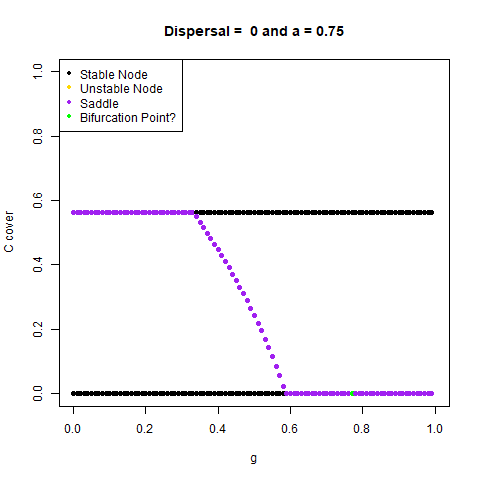 Dispersal =  0 and a = 0.75
Stable Node
Unstable Node
Saddle
Bifurcation Point?
C cover
1.0
0.8
0.6
0.4
0.2
0.0
0.0 0.2 0.4 0.6 0.8 1.0
g